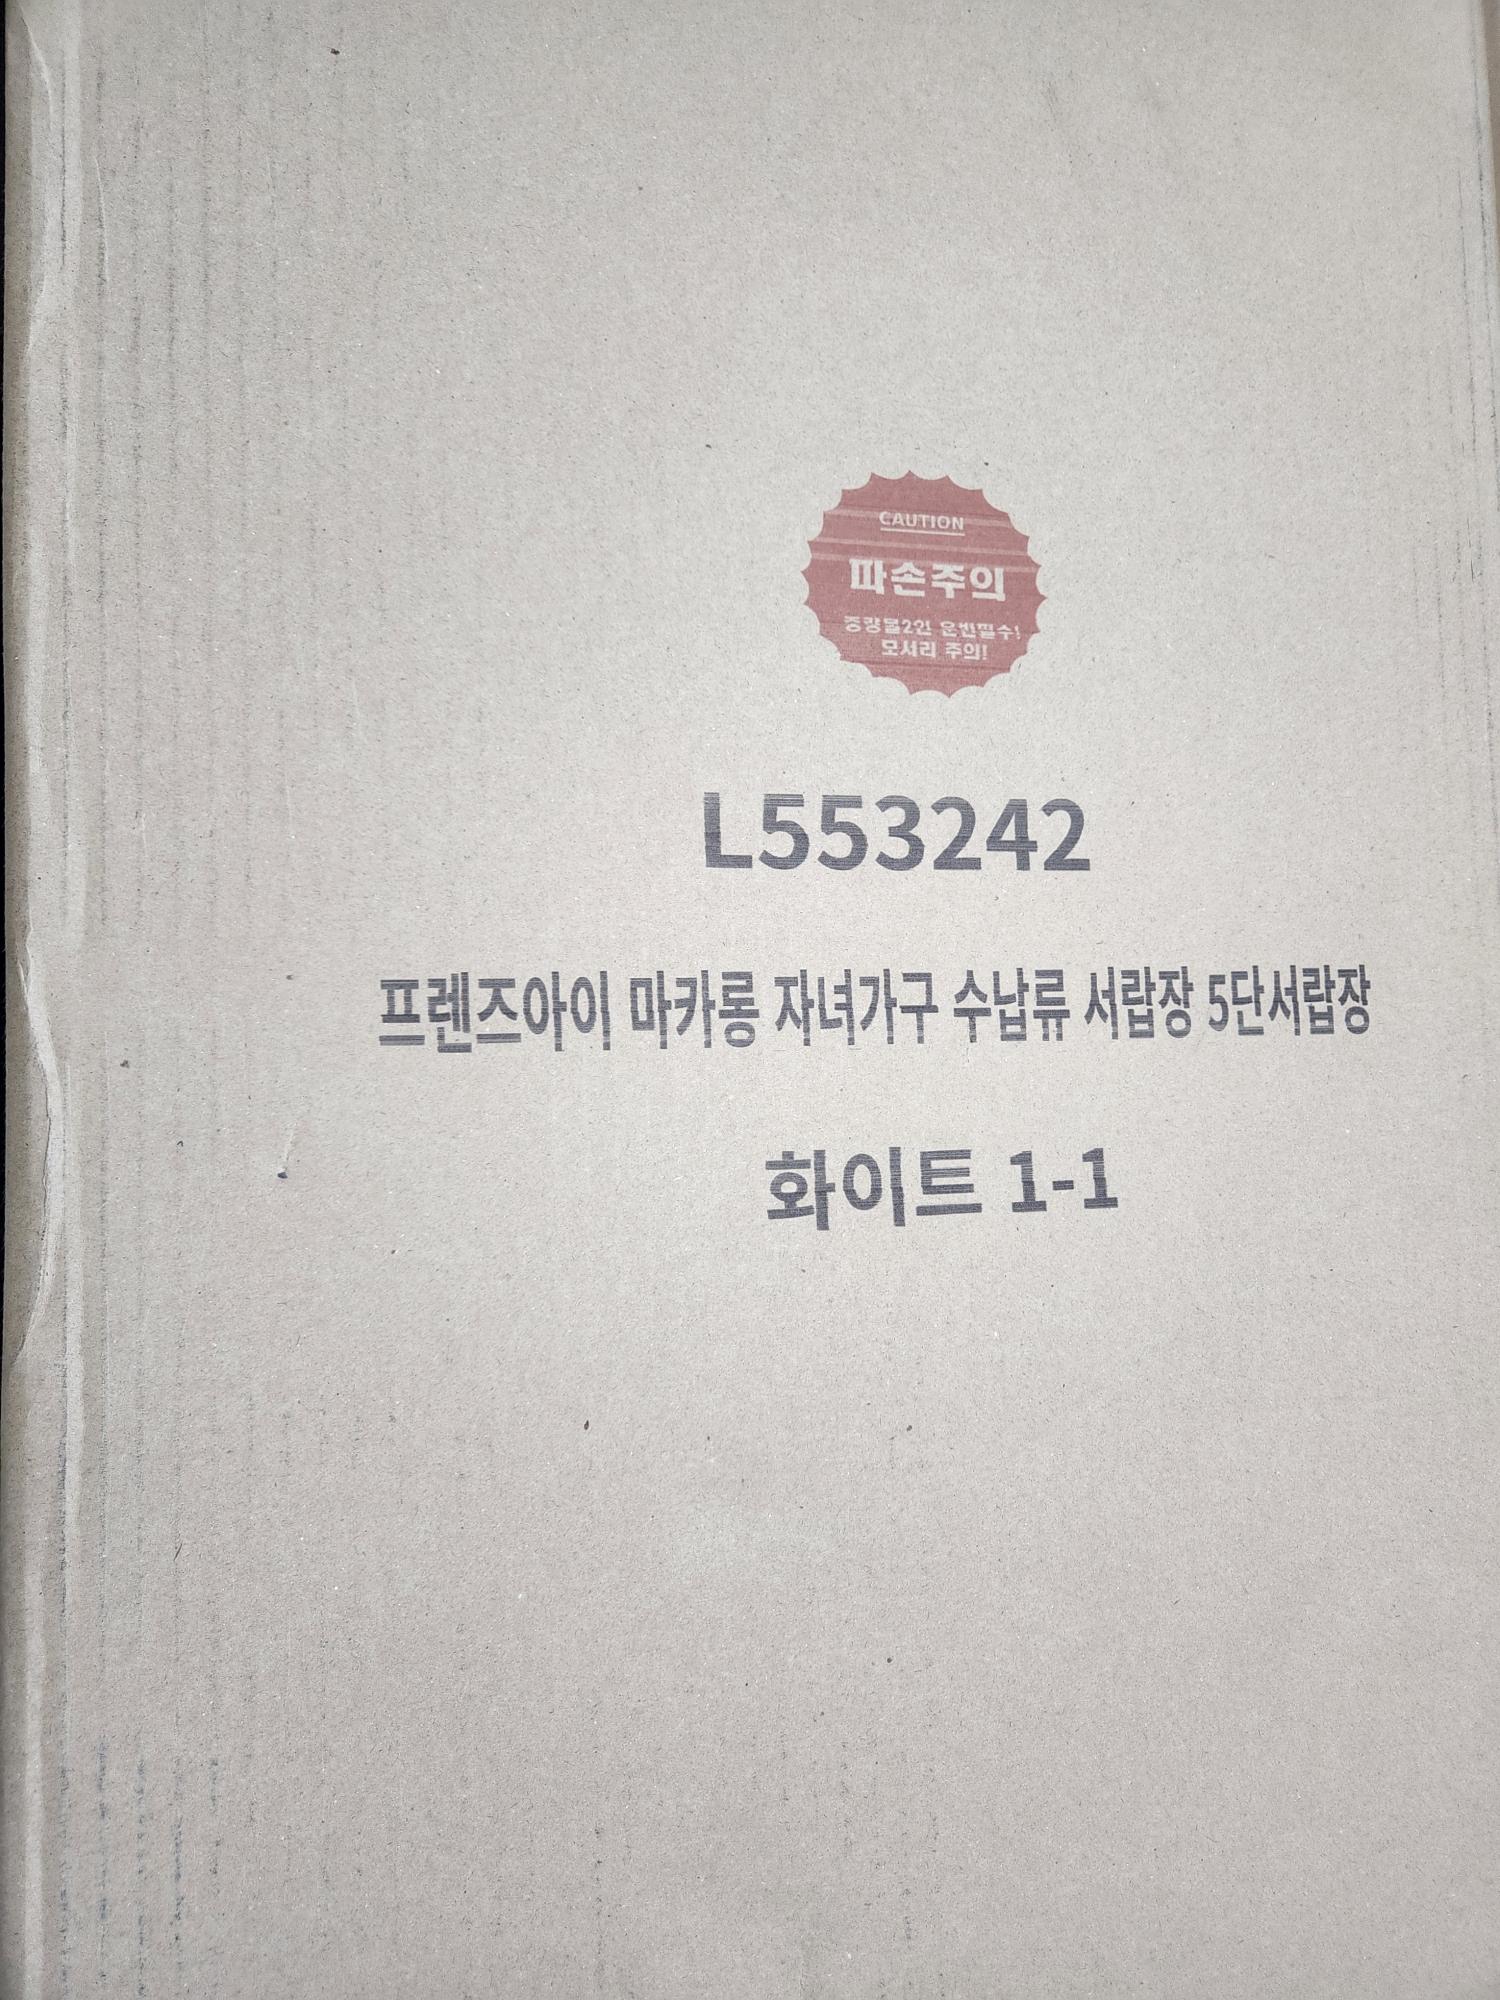 CAUTION
파손주의
중량물2인 운반필수!
모서리 주의!
L553242
프렌즈아이 마카롱 자녀가구 수납류 서랍장 5단서랍장
화이트 1-1